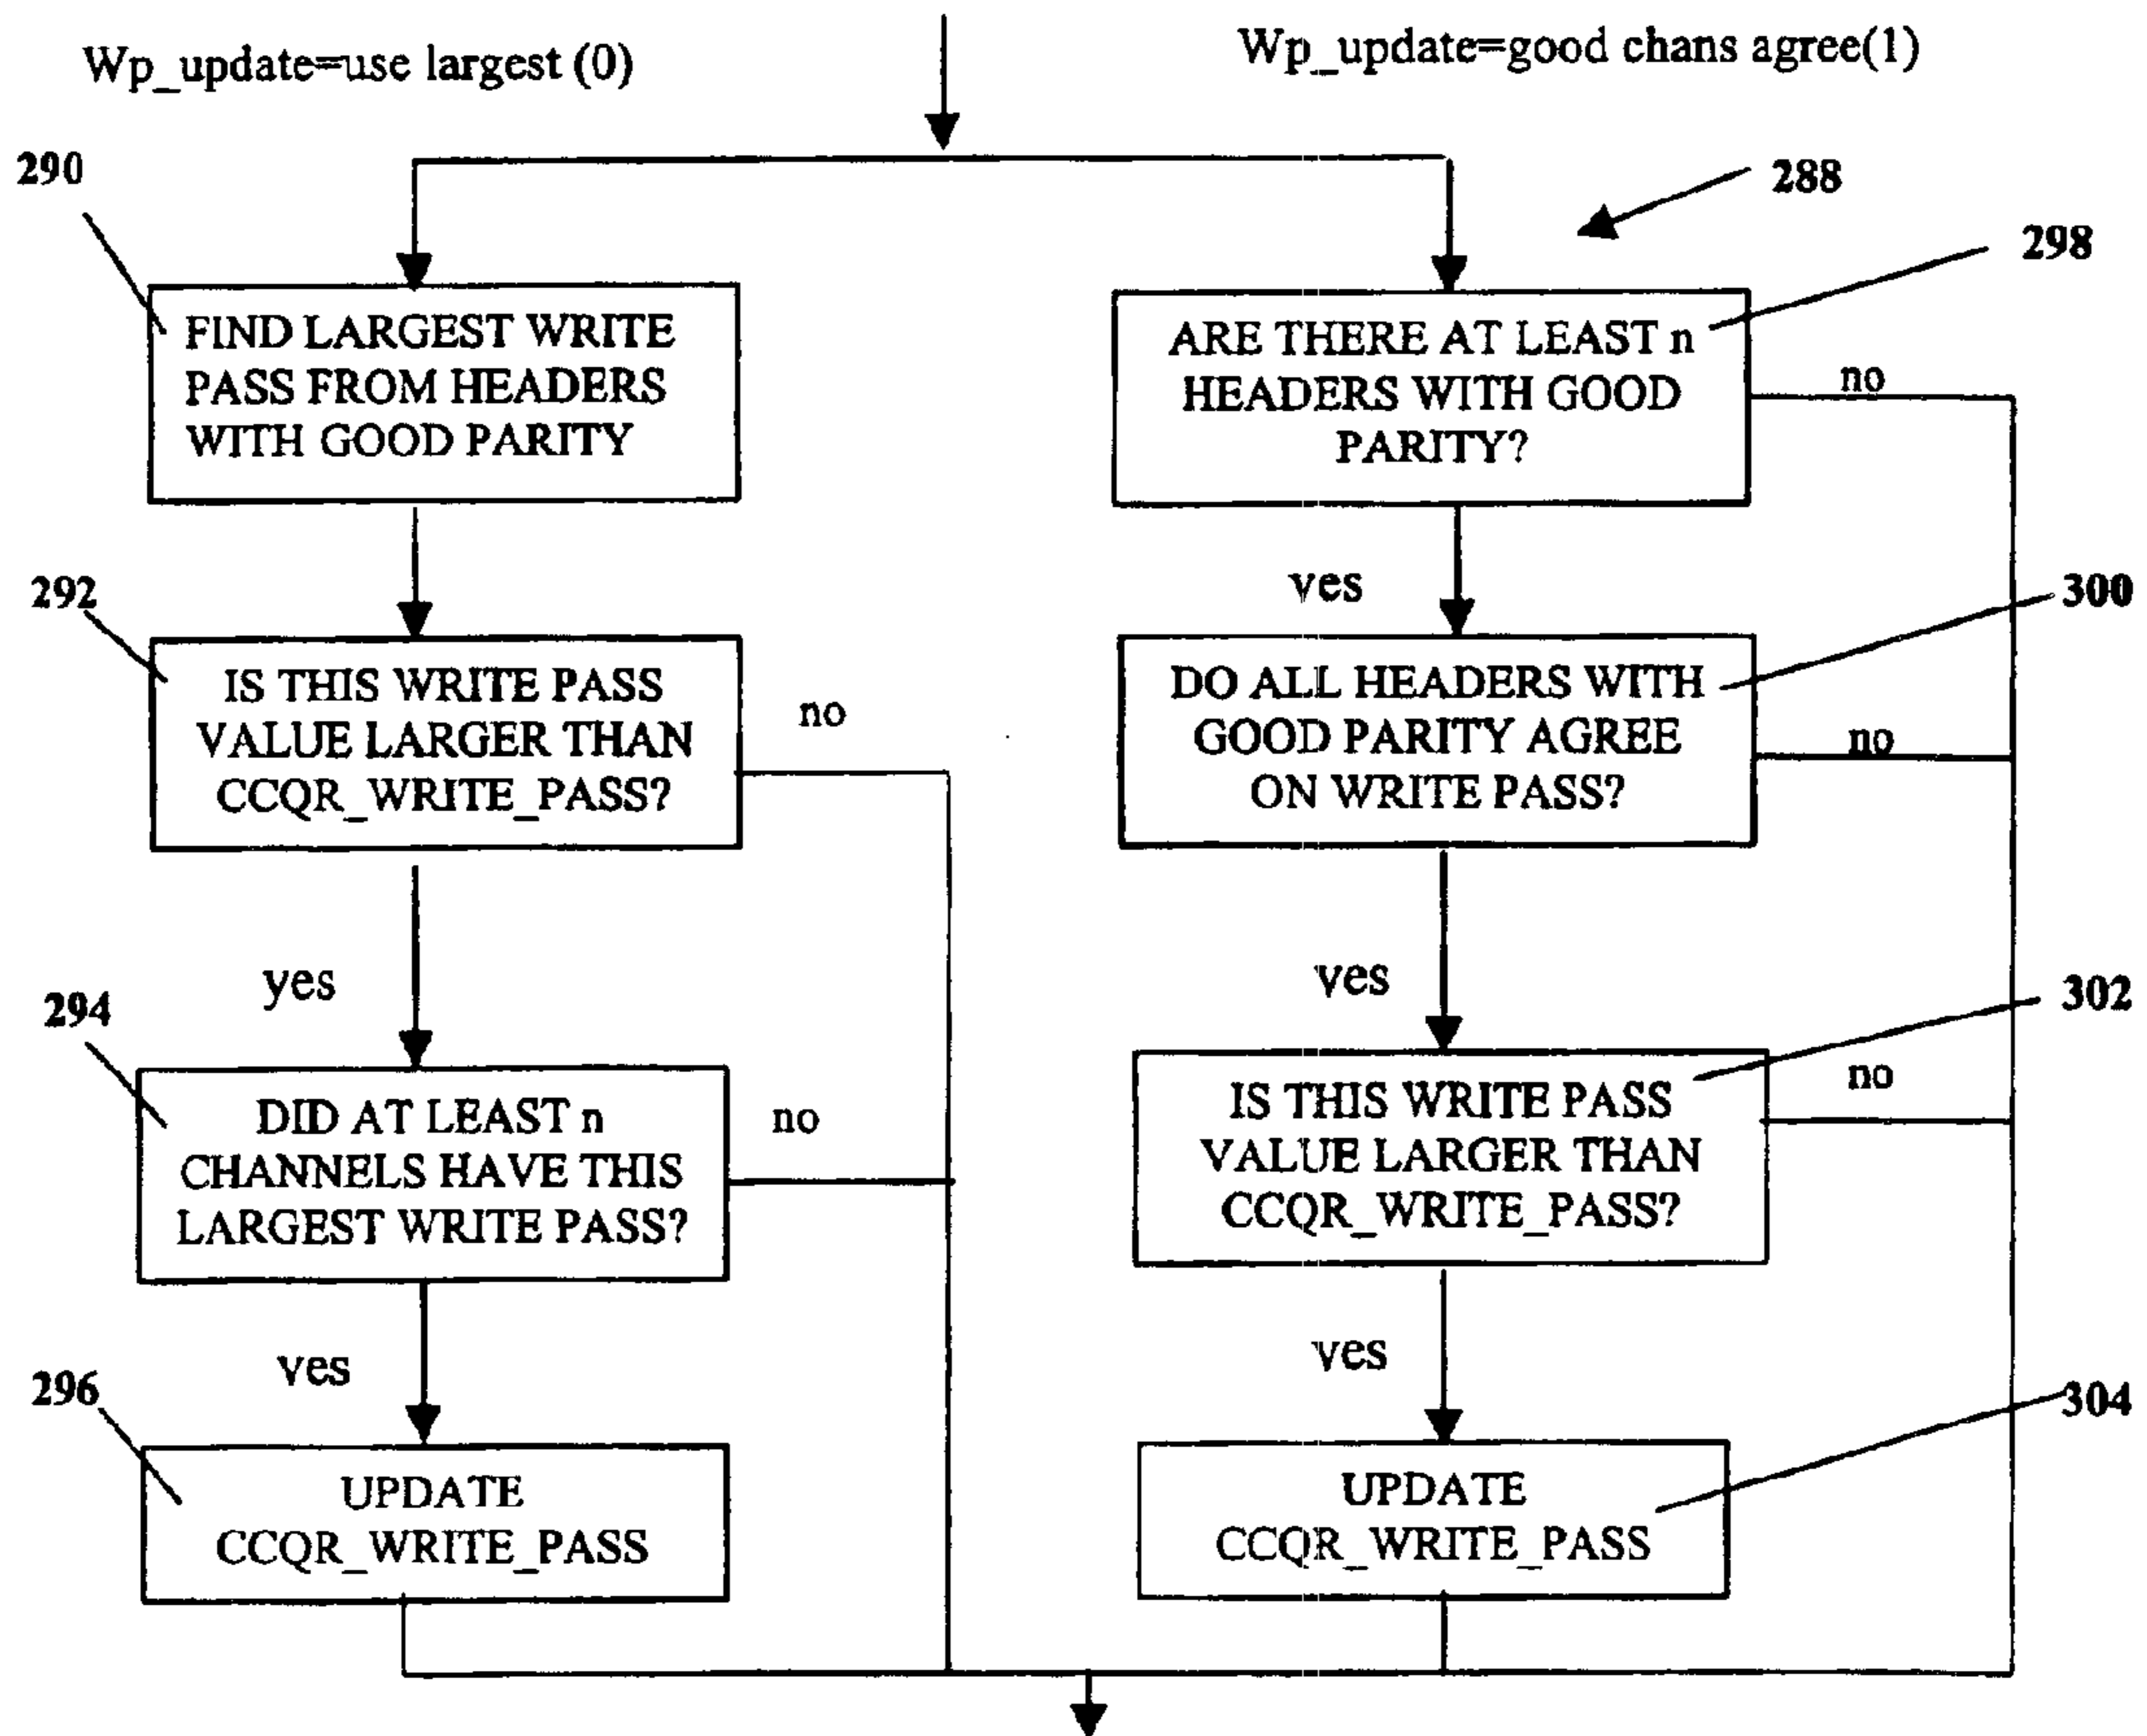 Wp_update=use largest (0)
Wp_update=good chans agree(1)
290
288
298
FIND LARGEST WRITE
PASS FROM HEADERS
WITH GOOD PARITY
ARE THERE AT LEAST n
HEADERS WITH GOOD
PARITY?
no
yes
292
300
IS THIS WRITE PASS
VALUE LARGER THAN
CCQR_WRITE_PASS?
no
DO ALL HEADERS WITH
GOOD PARITY AGREE
ON WRITE PASS?
no
yes
yes
294
302
DID AT LEAST n
CHANNELS HAVE THIS
LARGEST WRITE PASS?
no
IS THIS WRITE PASS
VALUE LARGER THAN
CCQR_WRITE_PASS?
no
yes
yes
296
304
UPDATE
CCQR_WRITE_PASS
UPDATE
CCQR_WRITE_PASS